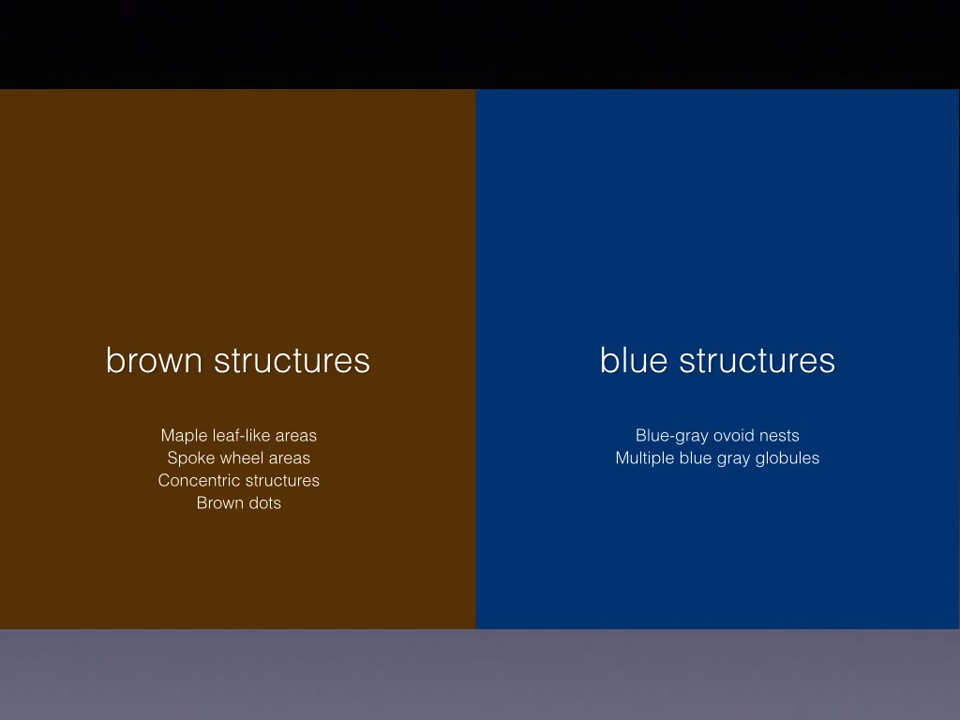 brown structures
Maple leaf-like areas
Spoke wheel areas
Concentric structures
Brown dots
blue structures
Blue-gray ovoid nests
Multiple blue gray globules